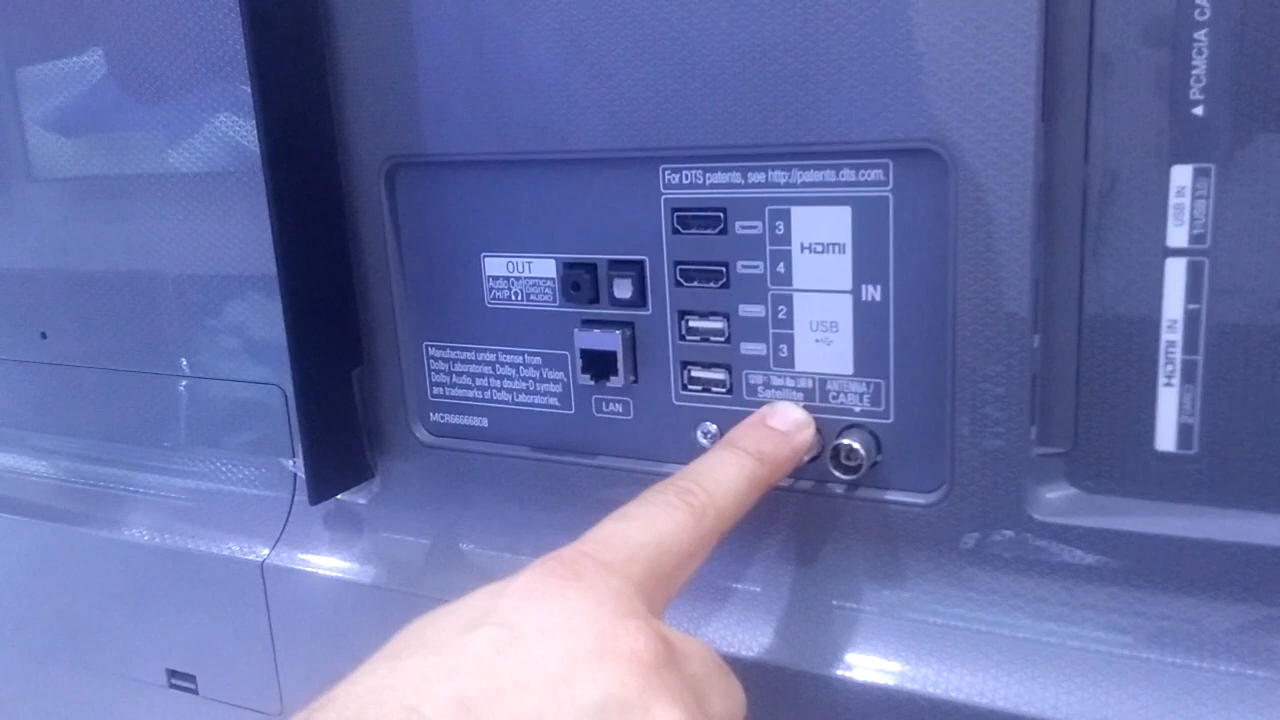 For DTS patents, see http://patents.dts.com.
OUT
Audio Out
/H/P
OPTICAL
DIGITAL
AUDIO
3
4
HDMI
2
3
USB
IN
LAN
Manufactured under license from
Dolby Laboratories, Dolby, Dolby Vision,
Dolby Audio, and the double-D symbol
are trademarks of Dolby Laboratories.
MCR66666808
Satellite
ANTENNA /
CABLE
▲ PCMCIA CA
USB IN
HDMI IN
1